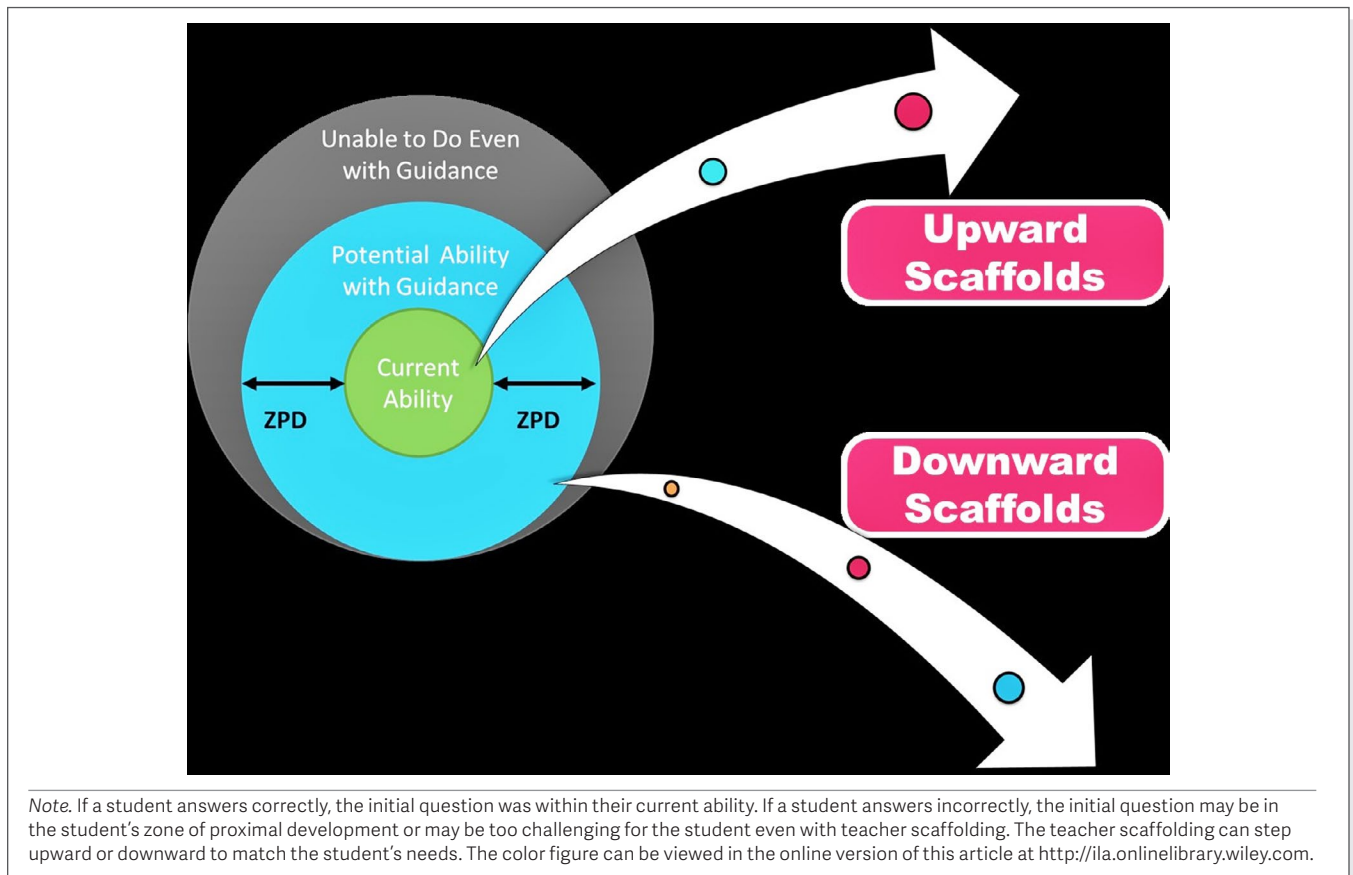 Unable to Do Even
with Guidance
Potential Ability
with Guidance
Current
Ability
ZPD
ZPD
Upward
Scaffolds
Downward
Scaffolds
Note. If a student answers correctly, the initial question was within their current ability. If a student answers incorrectly, the initial question may be in
the student’s zone of proximal development or may be too challenging for the student even with teacher scaffolding. The teacher scaffolding can step
upward or downward to match the student’s needs. The color figure can be viewed in the online version of this article at http://ila.onlinelibrary.wiley.com.